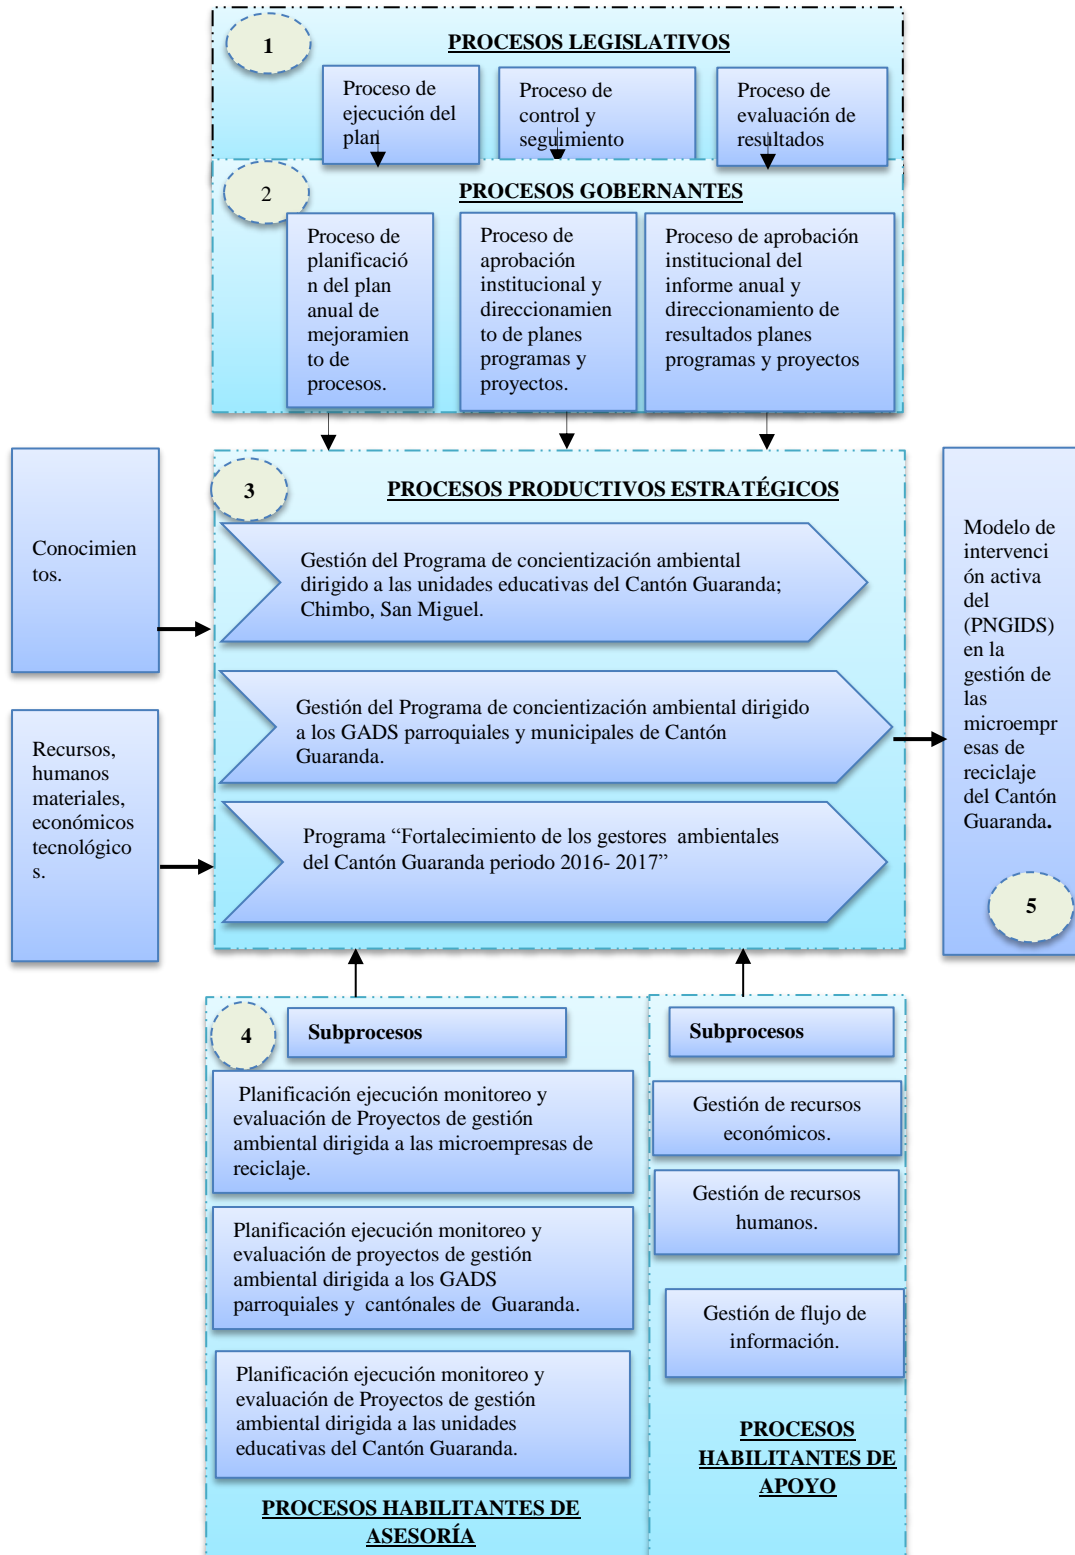 1
PROCESOS LEGISLATIVOS
Proceso de
ejecución del
plan
Proceso de
control y
seguimiento
Proceso de
evaluación de
resultados
2
PROCESOS GOBERNANTES
Proceso de
planificació
n del plan
anual de
mejoramien
to de
procesos.
Proceso de
aprobación
institucional y
direccionamien
to de planes
programas y
proyectos.
Proceso de aprobación
institucional del
informe anual y
direccionamiento de
resultados planes
programas y proyectos
Conocimien
tos.
Recursos,
humanos
materiales,
económicos
tecnológico
s.
3
PROCESOS PRODUCTIVOS ESTRATÉGICOS
Gestión del Programa de concientización ambiental
dirigido a las unidades educativas del Cantón Guaranda;
Chimbo, San Miguel.
Gestión del Programa de concientización ambiental dirigido
a los GADS parroquiales y municipales de Cantón
Guaranda.
Programa “Fortalecimiento de los gestores  ambientales
del Cantón Guaranda periodo 2016- 2017”
Modelo de
intervenci
ón activa
del
(PNGIDS)
en la
gestión de
las
microempr
esas de
reciclaje
del Cantón
Guaranda.
5
4
Subprocesos
Planificación ejecución monitoreo y
evaluación de Proyectos de gestión
ambiental dirigida a las microempresas de
reciclaje.
Planificación ejecución monitoreo y
evaluación de proyectos de gestión
ambiental dirigida a los GADS
parroquiales y  cantónales de  Guaranda.
Planificación ejecución monitoreo y
evaluación de Proyectos de gestión
ambiental dirigida a las unidades
educativas del Cantón Guaranda.
PROCESOS HABILITANTES DE
ASESORÍA
Subprocesos
Gestión de recursos
económicos.
Gestión de recursos
humanos.
Gestión de flujo de
información.
PROCESOS
HABILITANTES DE
APOYO